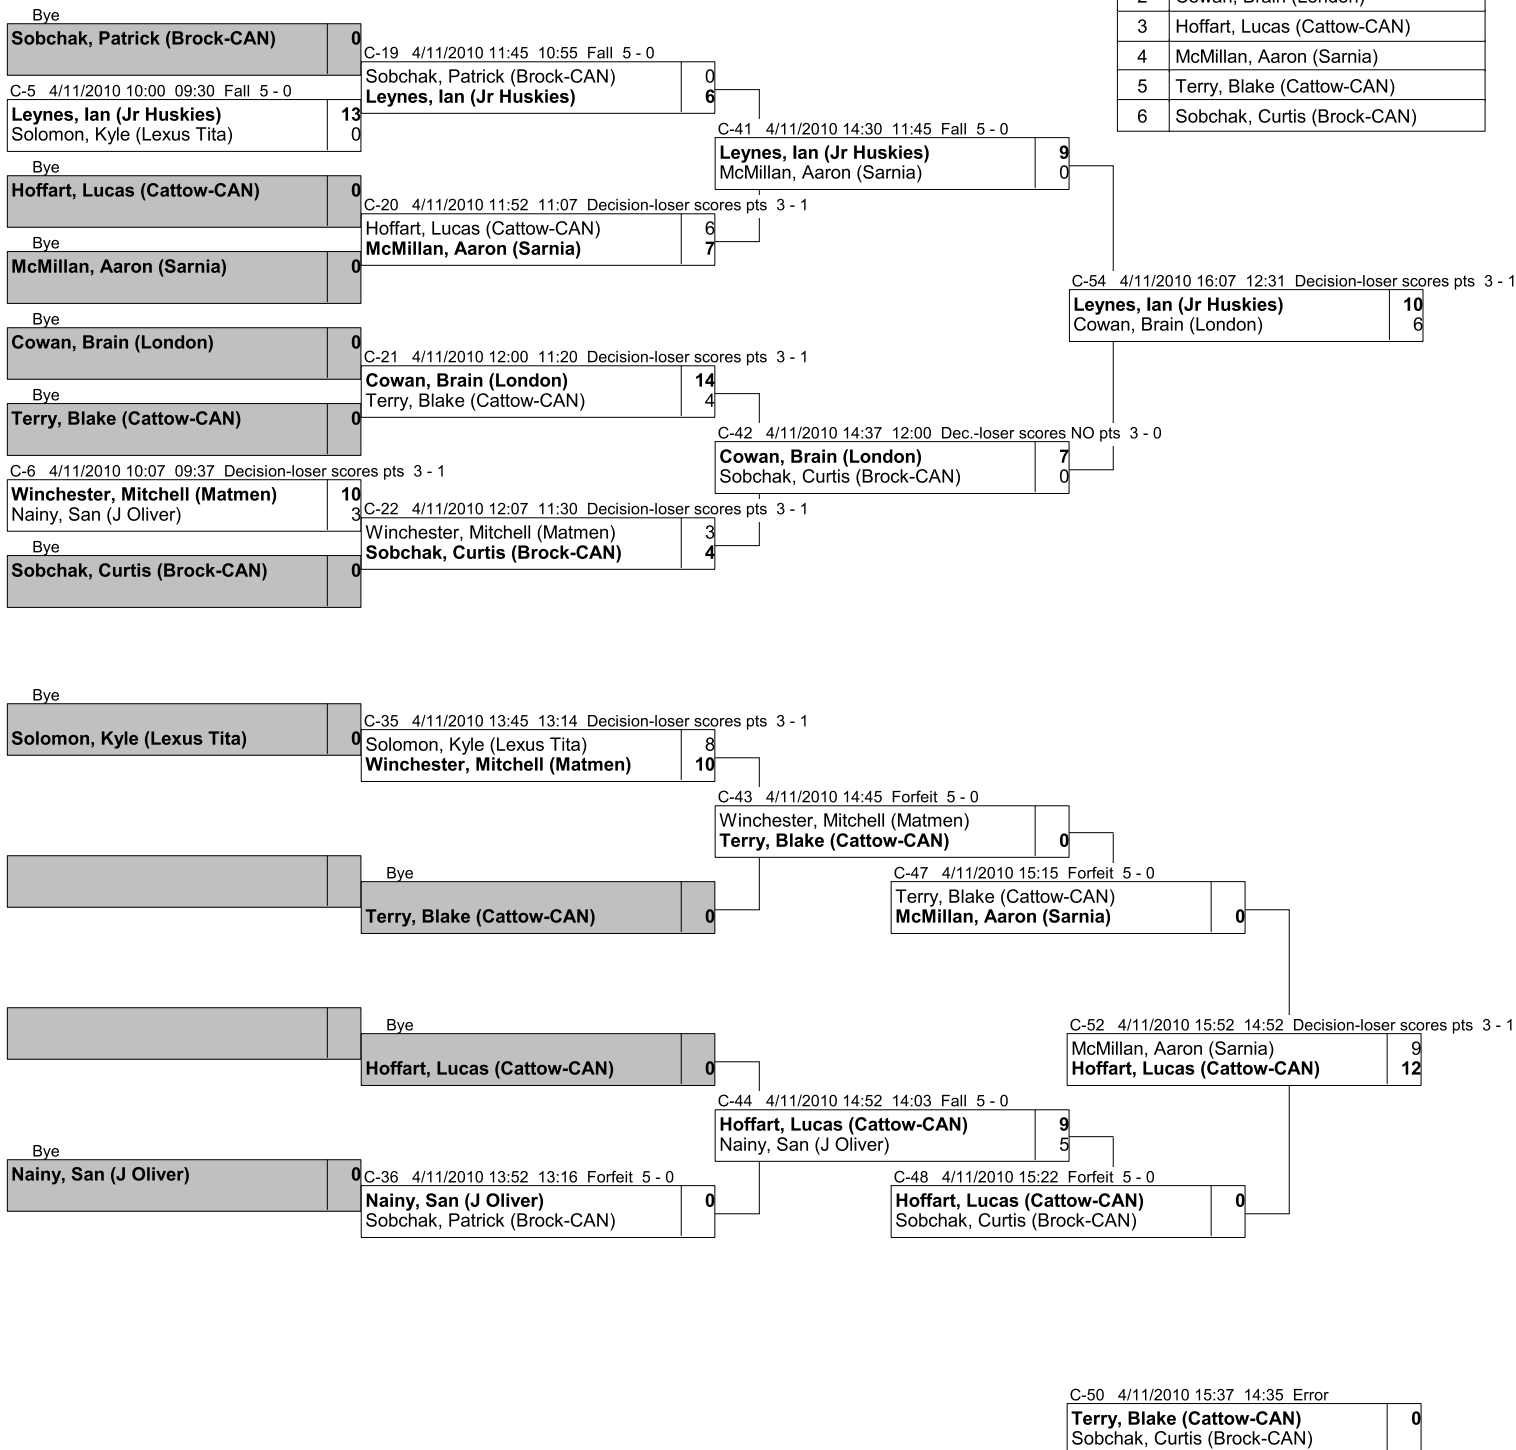 Bye
Sobchak, Patrick (Brock-CAN) 0
C-5 4/11/2010 10:00 09:30 Fall 5 - 0
Leynes, Ian (Jr Huskies) 13
Solomon, Kyle (Lexus Tita) 0
Bye
Hoffart, Lucas (Cattow-CAN) 0
Bye
McMillan, Aaron (Sarnia) 0
Bye
Cowan, Brain (London) 0
Bye
Terry, Blake (Cattow-CAN) 0
C-6 4/11/2010 10:07 09:37 Decision-loser scores pts 3 - 1
Winchester, Mitchell (Matmen) 10
Nainy, San (J Oliver) 3
Bye
Sobchak, Curtis (Brock-CAN) 0
C-19 4/11/2010 11:45 10:55 Fall 5 - 0
Sobchak, Patrick (Brock-CAN) 0
Leynes, Ian (Jr Huskies) 6
C-20 4/11/2010 11:52 11:07 Decision-loser scores pts 3 - 1
Hoffart, Lucas (Cattow-CAN) 6
McMillan, Aaron (Sarnia) 7
C-21 4/11/2010 12:00 11:20 Decision-loser scores pts 3 - 1
Cowan, Brain (London) 14
Terry, Blake (Cattow-CAN) 4
C-22 4/11/2010 12:07 11:30 Decision-loser scores pts 3 - 1
Winchester, Mitchell (Matmen) 3
Sobchak, Curtis (Brock-CAN) 4
C-41 4/11/2010 14:30 11:45 Fall 5 - 0
Leynes, Ian (Jr Huskies) 9
McMillan, Aaron (Sarnia) 0
C-42 4/11/2010 14:37 12:00 Dec.-loser scores NO pts 3 - 0
Cowan, Brain (London) 7
Sobchak, Curtis (Brock-CAN) 0
2 Cowan, Brain (London)
3 Hoffart, Lucas (Cattow-CAN)
4 McMillan, Aaron (Sarnia)
5 Terry, Blake (Cattow-CAN)
6 Sobchak, Curtis (Brock-CAN)
C-54 4/11/2010 16:07 12:31 Decision-loser scores pts 3 - 1
Leynes, Ian (Jr Huskies) 10
Cowan, Brain (London) 6
Bye
Solomon, Kyle (Lexus Tita) 0
Bye
Nainy, San (J Oliver) 0
C-35 4/11/2010 13:45 13:14 Decision-loser scores pts 3 - 1
Solomon, Kyle (Lexus Tita) 8
Winchester, Mitchell (Matmen) 10
Bye
Terry, Blake (Cattow-CAN) 0
Bye
Hoffart, Lucas (Cattow-CAN) 0
C-36 4/11/2010 13:52 13:16 Forfeit 5 - 0
Nainy, San (J Oliver) 0
Sobchak, Patrick (Brock-CAN)
C-43 4/11/2010 14:45 Forfeit 5 - 0
Winchester, Mitchell (Matmen)
Terry, Blake (Cattow-CAN) 0
C-44 4/11/2010 14:52 14:03 Fall 5 - 0
Hoffart, Lucas (Cattow-CAN) 9
Nainy, San (J Oliver) 5
C-47 4/11/2010 15:15 Forfeit 5 - 0
Terry, Blake (Cattow-CAN)
McMillan, Aaron (Sarnia) 0
C-48 4/11/2010 15:22 Forfeit 5 - 0
Hoffart, Lucas (Cattow-CAN) 0
Sobchak, Curtis (Brock-CAN)
C-52 4/11/2010 15:52 14:52 Decision-loser scores pts 3 - 1
McMillan, Aaron (Sarnia) 9
Hoffart, Lucas (Cattow-CAN) 12
C-50 4/11/2010 15:37 14:35 Error
Terry, Blake (Cattow-CAN) 0
Sobchak, Curtis (Brock-CAN)